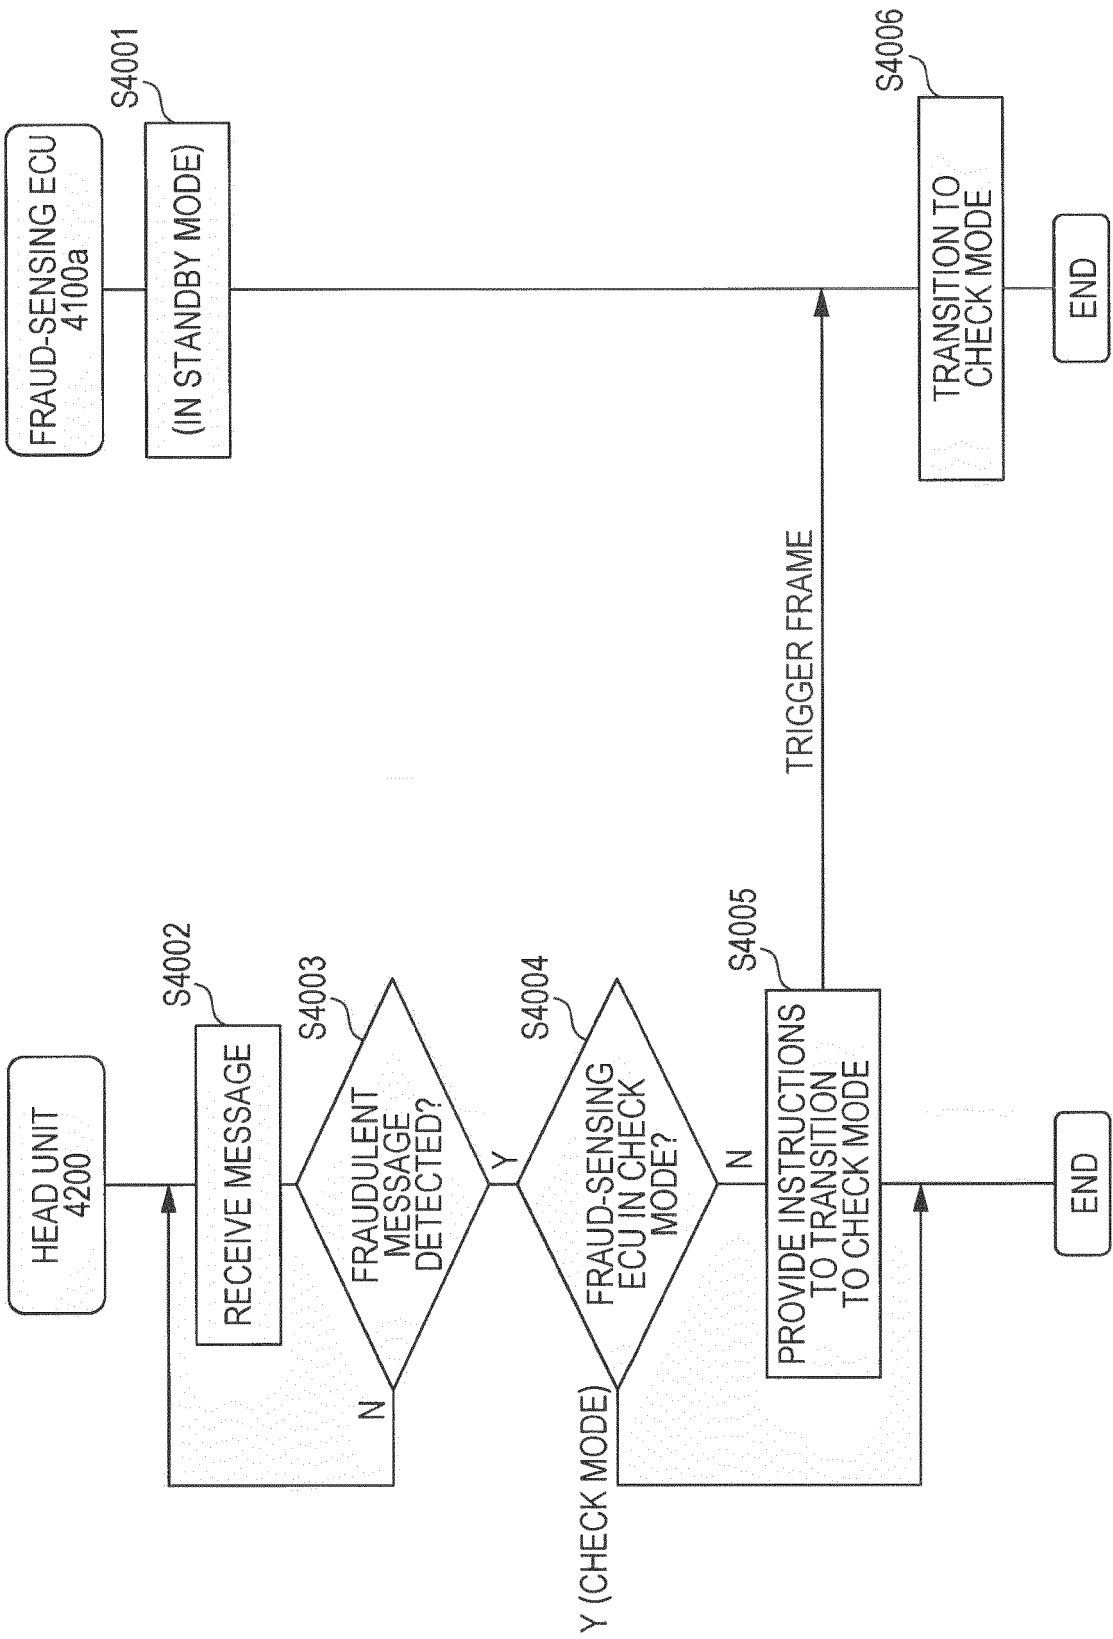 HEAD UNIT
4200
S4002
RECEIVE MESSAGE
S4003
FRAUDULENT
MESSAGE
DETECTED?
N
Y
S4004
FRAUD-SENSING
ECU IN CHECK
MODE?
Y (CHECK MODE)
N
S4005
PROVIDE INSTRUCTIONS
TO TRANSITION
TO CHECK MODE
END
TRIGGER FRAME
FRAUD-SENSING ECU
4100a
S4001
(IN STANDBY MODE)
S4006
TRANSITION TO
CHECK MODE
END